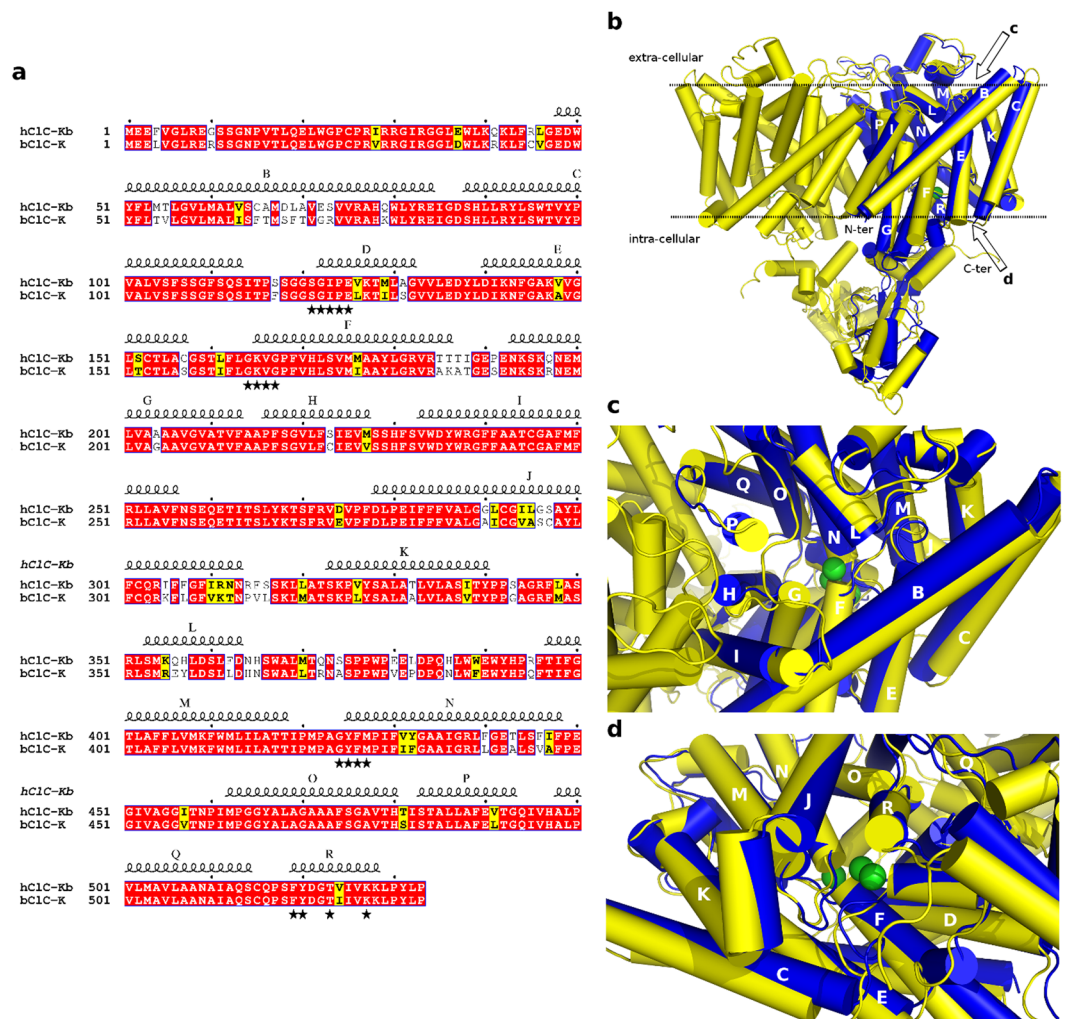 a
hClC-Kb 1 MEEFVGLREGSSGNPVTLQELWGPCPRIRRGIRGGLEWLKQKLFRLGEDW
bClC-K 1 MEELVGLRERSSGNPVTLQELWGPCPRVRRGIRGGLDWLKRKLFCVGEDW
B C
hClC-Kb 51 YFLMTLGVLMALVSCAMDLAVESVVRAHQWLYREIGDSHLLRYLSWTVYP
bClC-K 51 YFLTVLGVLMALISFTMSFTVGRVVRAHKWLYREIGDSHLLRYLSWTVYP
D E
hClC-Kb 101 VALVSFSSGFSQSITPSSGGSGIPEVKTMLAGVVLEDYLDIKNFGAKVVG
bClC-K 101 VALVSFSSGFSQSITPFSGGSGIPELKTILSGVVLEDYLDIKNFGAKAVG
★★★★★
F
hClC-Kb 151 LSCTLACGSTLFLGKVGPFVHLSVMMAAYLGRVRTTTIGEPENKSKQNEM
bClC-K 151 LTCTLASGSTIFLGKVGPFVHLSVMIAAYLGRVRAKATGESENKSKRNEM
★★★★
G H I
hClC-Kb 201 LVAAAAVGVATVFAAPFSGVLFSIEVMSSHFSVWDYWRGFFAATCGAFMF
bClC-K 201 LVAGAAVGVATVFAAPFSGVLFCIEVVSSHFSVWDYWRGFFAATCGAFMF
J
hClC-Kb 251 RLLAVFNSEQETITSLYKTSFRVDVPFDLPEIFFFVALGGLCGILGSAYL
bClC-K 251 RLLAVFNSEQETITSLYKTSFRVEVPFDLPEIFFFVALGAICGVASCAYL
hClC-Kb K
hClC-Kb 301 FCQRIFFGFIRNNRFSSKLLATSKPVYSALATLVLASITYPPSAGRFLAS
bClC-K 301 FCQRKFLGFVKTNPVLSKLMATSKPLYSALAALVLASVTYPPGAGRFMAS
L
hClC-Kb 351 RLSMKQHLDSLFDNHSWALMTQNSSPPWPEELDPQHLWWEWYHPRFTIFG
bClC-K 351 RLSMREYLDSLLDHNSWALLTRNASPPWPVEPDPQNLWFEWYHPQFTIFG
M N
hClC-Kb 401 TLAFFLVMKFWMLILATTIPMPAGYFMPIFVYGAAIGRLFGETLSFIFPE
bClC-K 401 TLAFFLVMKFWMLILATTIPMPAGYFMPIFIFGAAIGRLLGEALSVAFPE
★★★★
hClC-Kb O P
hClC-Kb 451 GIVAGGITNPIMPGGYALAGAAAFSGAVTHTISTALLAFEVTGQIVHALP
bClC-K 451 GIVAGGVTNPIMPGGYALAGAAAFSGAVTHSISTALLAFELTGQIVHALP
Q R
hClC-Kb 501 VLMAVLAANAIAQSCQPSFYDGTVIVKKLPYLP
bClC-K 501 VLMAVLAANAIAQSCQPSFYDGTIIVKKLPYLP
★★ ★ ★
b
c
extra-cellular
M B C
L
P I N K
E
F
R
N-ter G
intra-cellular
C-ter
d
c
Q O
M K
P N L
H G F B
C
I
E
d
N O Q
M J R
K
F D
C
E